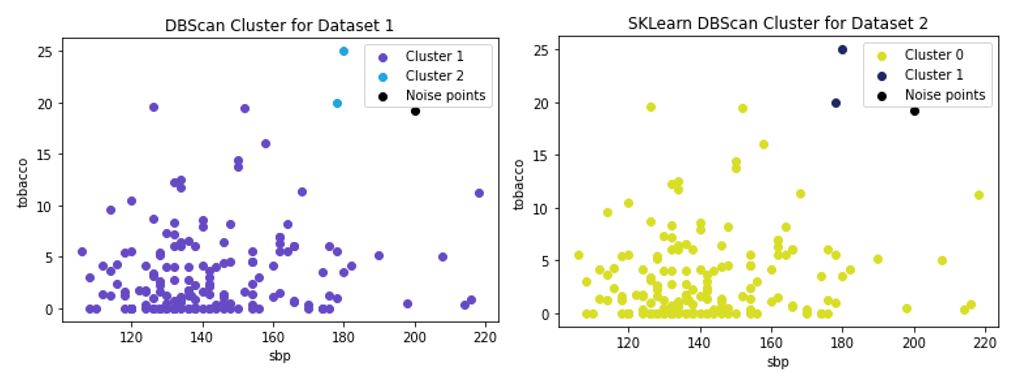 DBScan Cluster for Dataset 1
25
20
15
10
5
0
tobacco
120
140
160
180
200
220
sbp
Cluster 1
Cluster 2
Noise points
SKLearn DBScan Cluster for Dataset 2
25
20
15
10
5
0
tobacco
120
140
160
180
200
220
sbp
Cluster 0
Cluster 1
Noise points